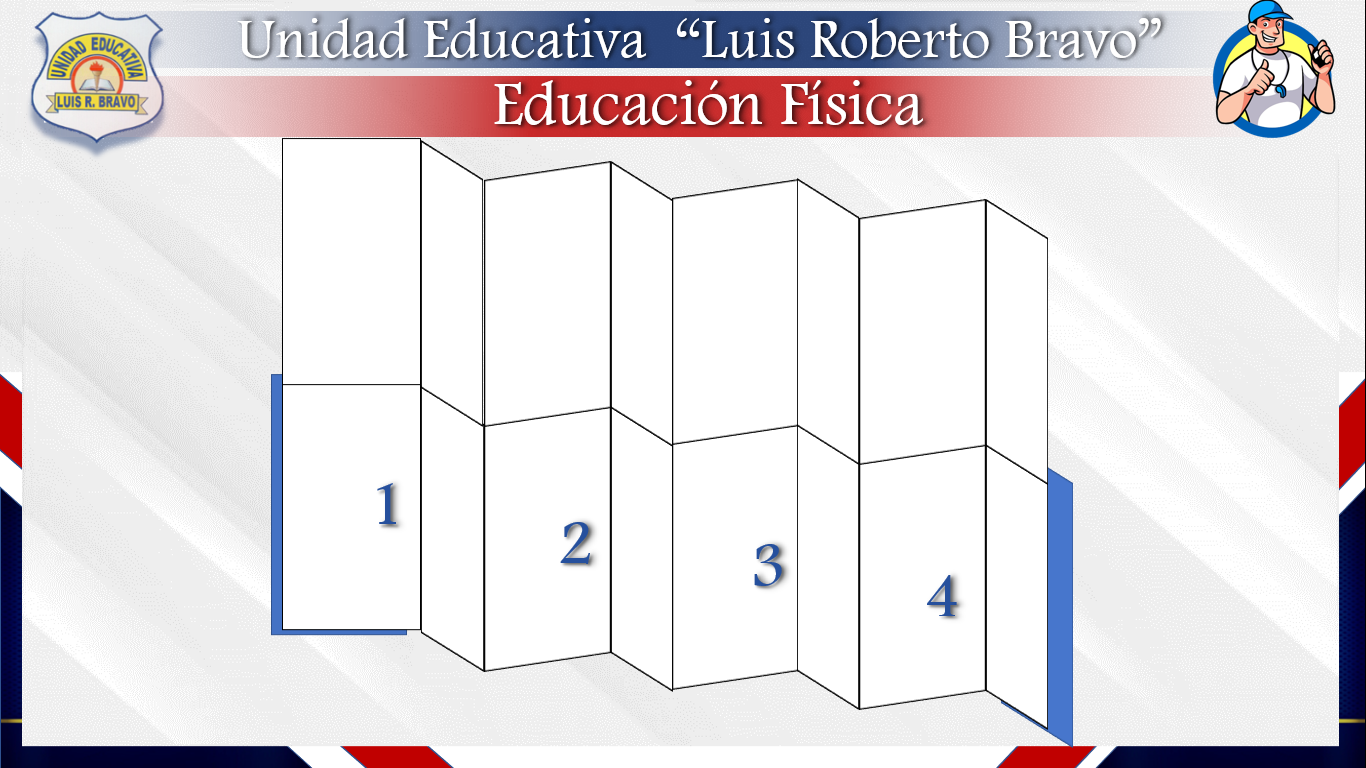 Unidad Educativa “Luis Roberto Bravo”
Educación Física
UNIDAD EDUCATIVA
LUIS R. BRAVO
1
2
3
4